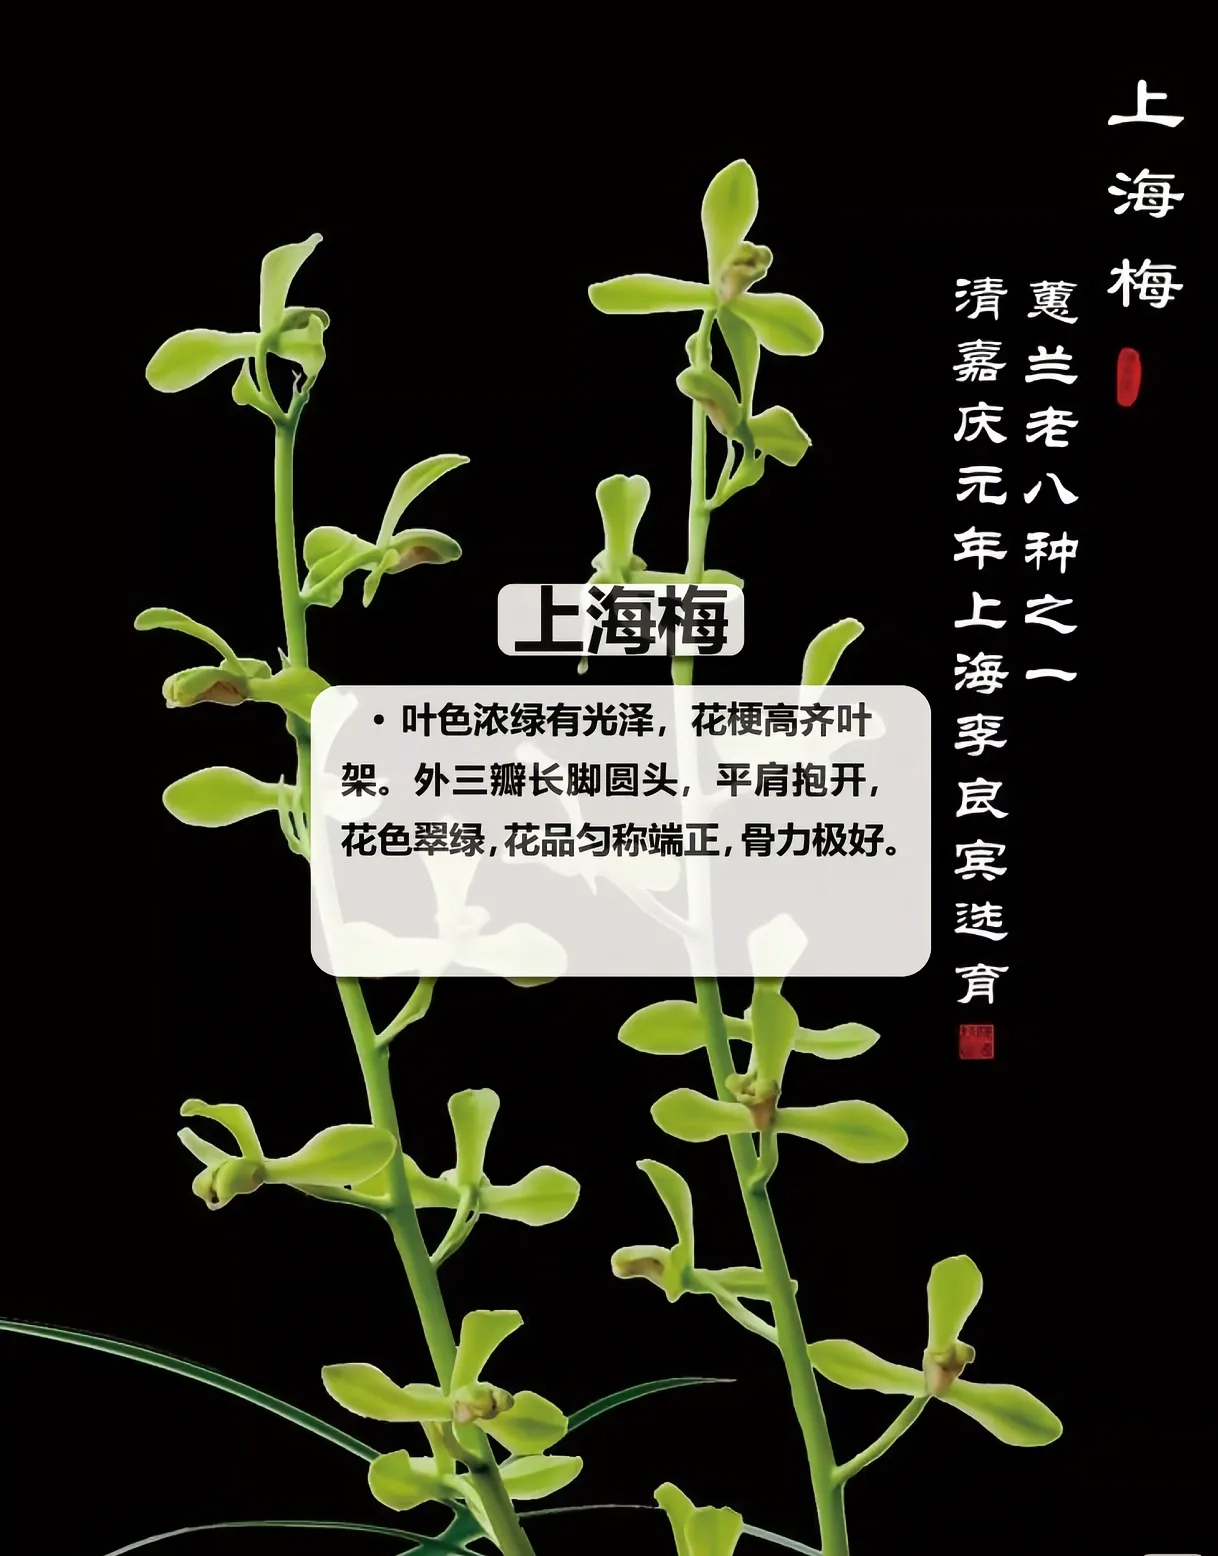 上海梅
蕙兰老八种之一
清嘉庆元年上海李良宾选育
上海梅
• 叶色浓绿有光泽，花梗高齐叶
架。外三瓣长脚圆头，平肩抱开，
花色翠绿，花品匀称端正，骨力极好。